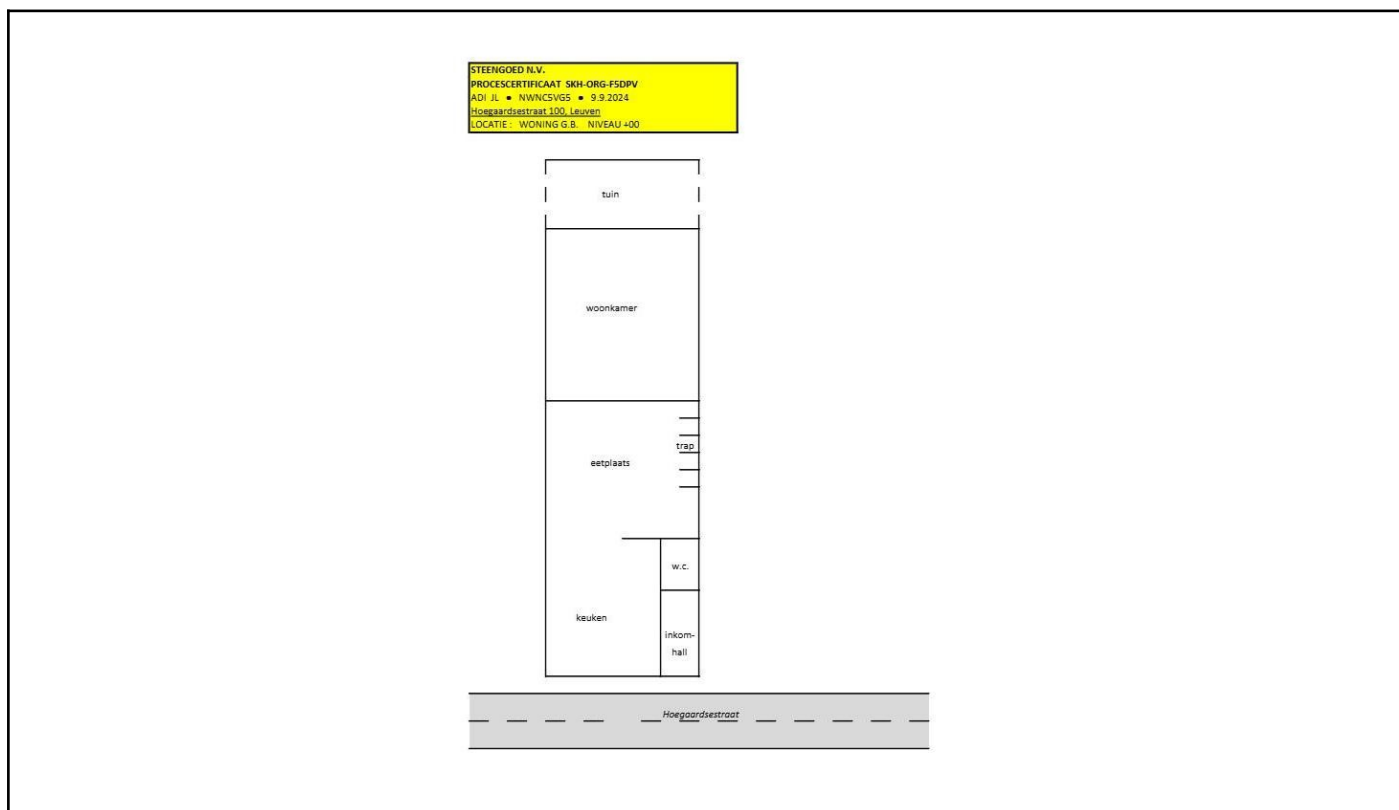 STEENGOED N.V.
PROCESCERTIFICAAT SKH-ORG-F5DPV
ADI JL ● NWNC5VG5 ● 9.9.2024
Hoegaardsestraat 100, Leuven
LOCATIE : WONING G.B. NIVEAU +00
tuin
woonkamer
trap
eetplaats
w.c.
keuken
inkom-
hall
Hoegaardsestraat